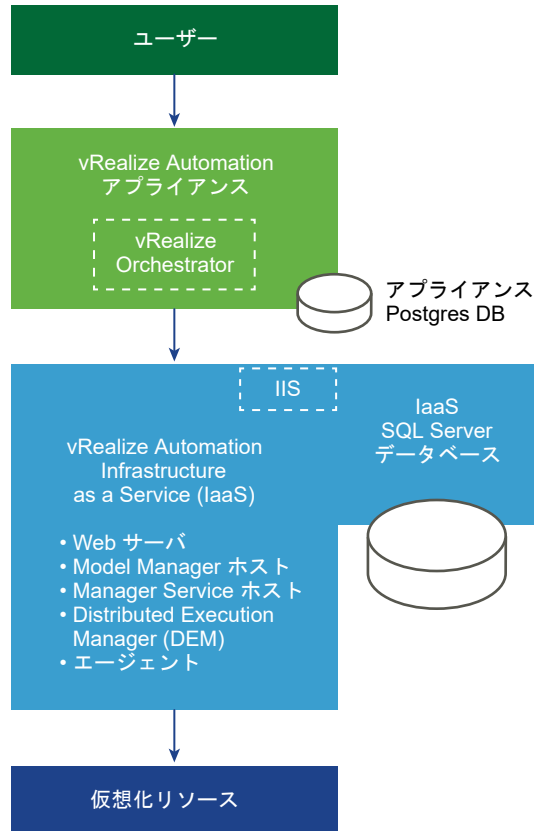 ユーザー
vRealize Automation
アプライアンス
vRealize
Orchestrator
アプライアンス
Postgres DB
IIS
IaaS
SQL Server
データベース
vRealize Automation
Infrastructure
as a Service (IaaS)
• Web サーバ
• Model Manager ホスト
• Manager Service ホスト
• Distributed Execution
Manager (DEM)
• エージェント
仮想化リソース